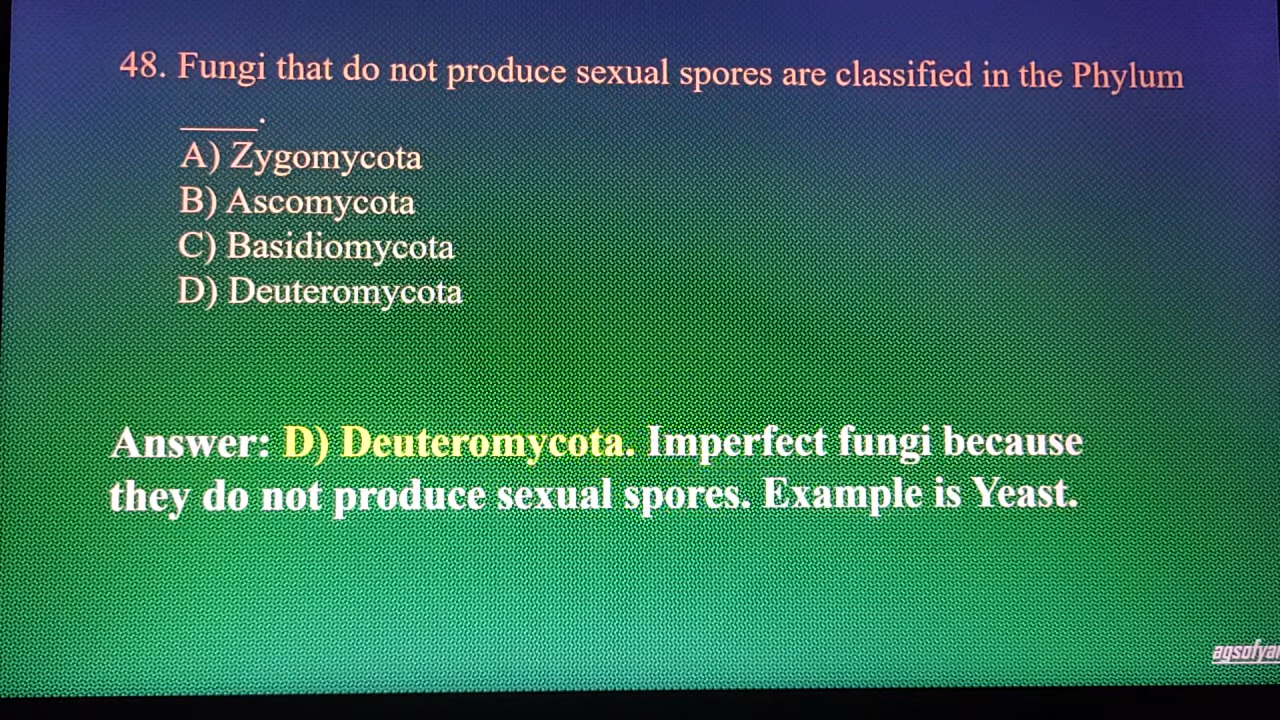 48. Fungi that do not produce sexual spores are classified in the Phylum
____.
A) Zygomycota
B) Ascomycota
C) Basidiomycota
D) Deuteromycota
Answer: D) Deuteromycota. Imperfect fungi because
they do not produce sexual spores. Example is Yeast.